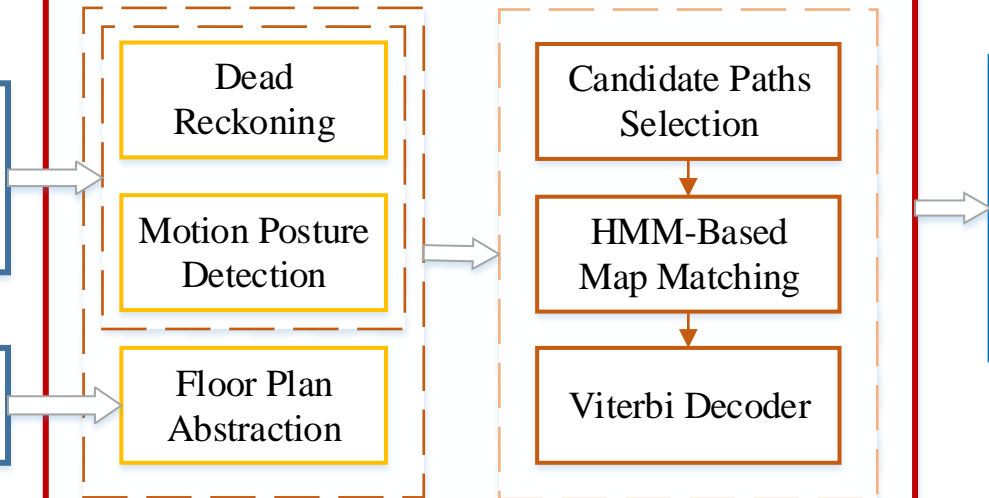 Dead
Reckoning
Motion Posture
Detection
Floor Plan
Abstraction
Candidate Paths
Selection
HMM-Based
Map Matching
Viterbi Decoder